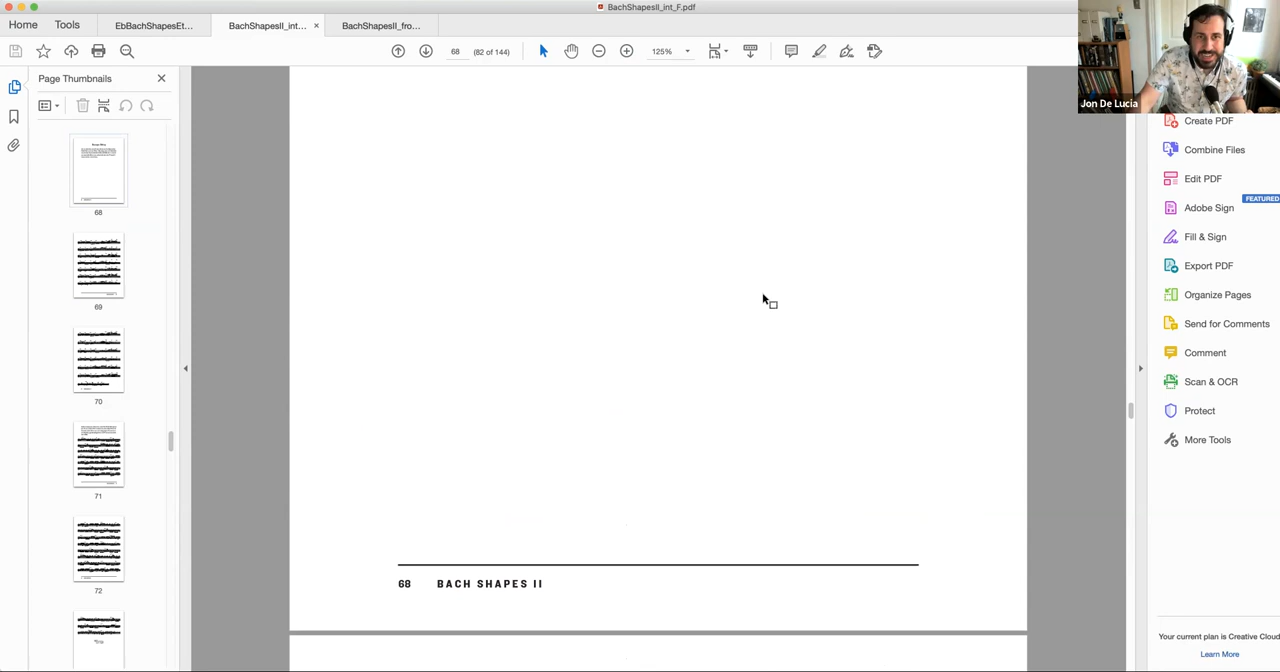 BachShapesII_int_F.pdf
Home
Tools
EbBachShapesEt...
BachShapesII_int...
BachShapesII_fro...
68
(82 of 144)
125%
Jon De Lucia
Page Thumbnails
68
69
70
71
72
68 BACH SHAPES II
Create PDF
Combine Files
Edit PDF
FEATURED
Adobe Sign
Fill & Sign
Export PDF
Organize Pages
Send for Comments
Comment
Scan & OCR
Protect
More Tools
Your current plan is Creative Cloud
Learn More